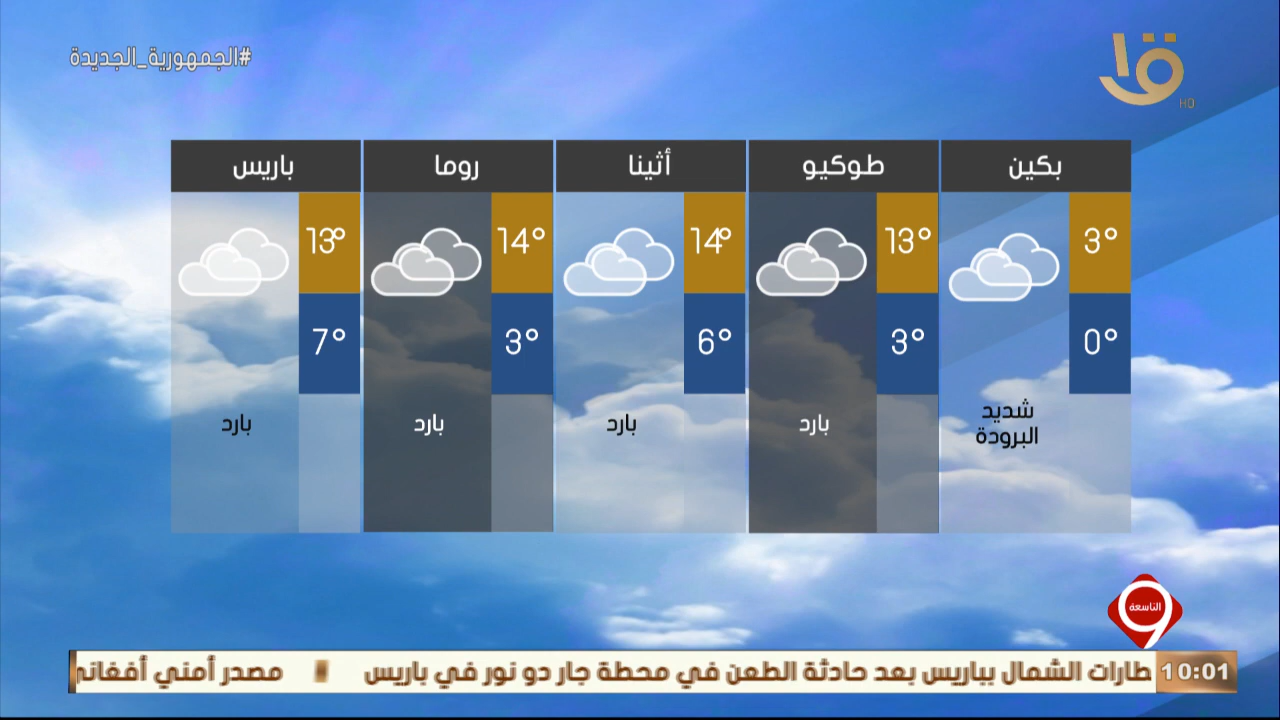 #الجمهورية_الجديدة
HD
بكين
3°
0°
شديد
البرودة
طوكيو
13°
3°
بارد
أثينا
14°
6°
بارد
روما
14°
3°
بارد
باريس
13°
7°
بارد
التاسعة
9
10:01
طارات الشمال بباريس بعد حادثة الطعن في محطة جار دو نور في باريس
مصدر أمني